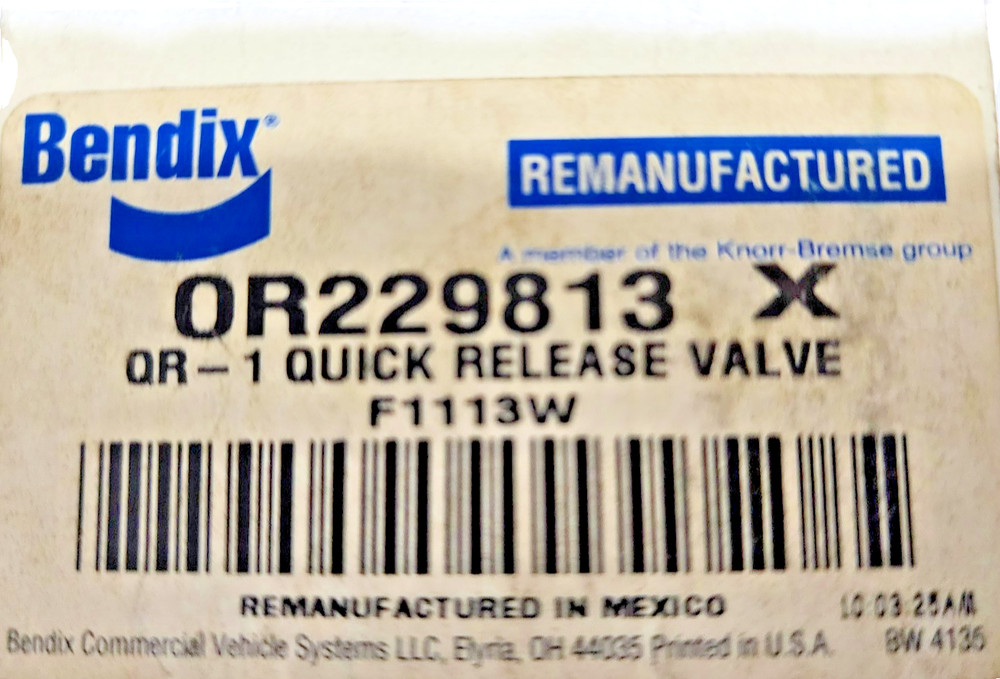 Bendix®
REMANUFACTURED
A member of the Knorr-Bremse group
OR229813 X
QR-1 QUICK RELEASE VALVE
F1113W
REMANUFACTURED IN MEXICO
10:03:25AM
Bendix Commercial Vehicle Systems LLC, Elyria, OH 44035 Printed in U.S.A.
BW 4135